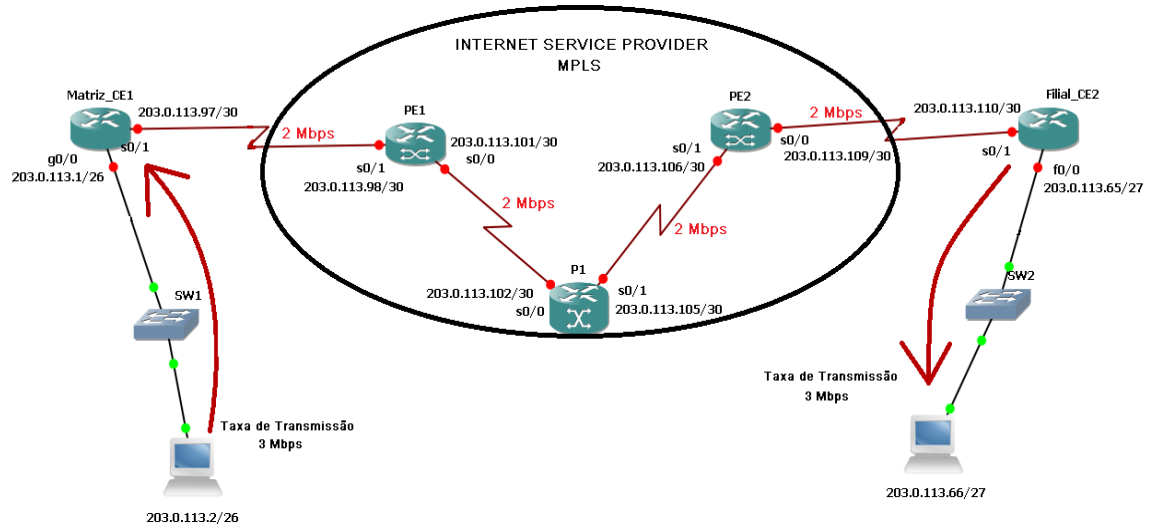 INTERNET SERVICE PROVIDER
MPLS
Matriz_CE1
203.0.113.97/30
g0/0
s0/1
203.0.113.1/26
2 Mbps
PE1
203.0.113.101/30
s0/0
s0/1
203.0.113.98/30
2 Mbps
P1
203.0.113.102/30
s0/0
s0/1
203.0.113.105/30
2 Mbps
PE2
s0/1
203.0.113.106/30
s0/0
203.0.113.109/30
2 Mbps
Filial_CE2
203.0.113.110/30
s0/1
f0/0
203.0.113.65/27
SW1
SW2
Taxa de Transmissão
3 Mbps
203.0.113.2/26
Taxa de Transmissão
3 Mbps
203.0.113.66/27